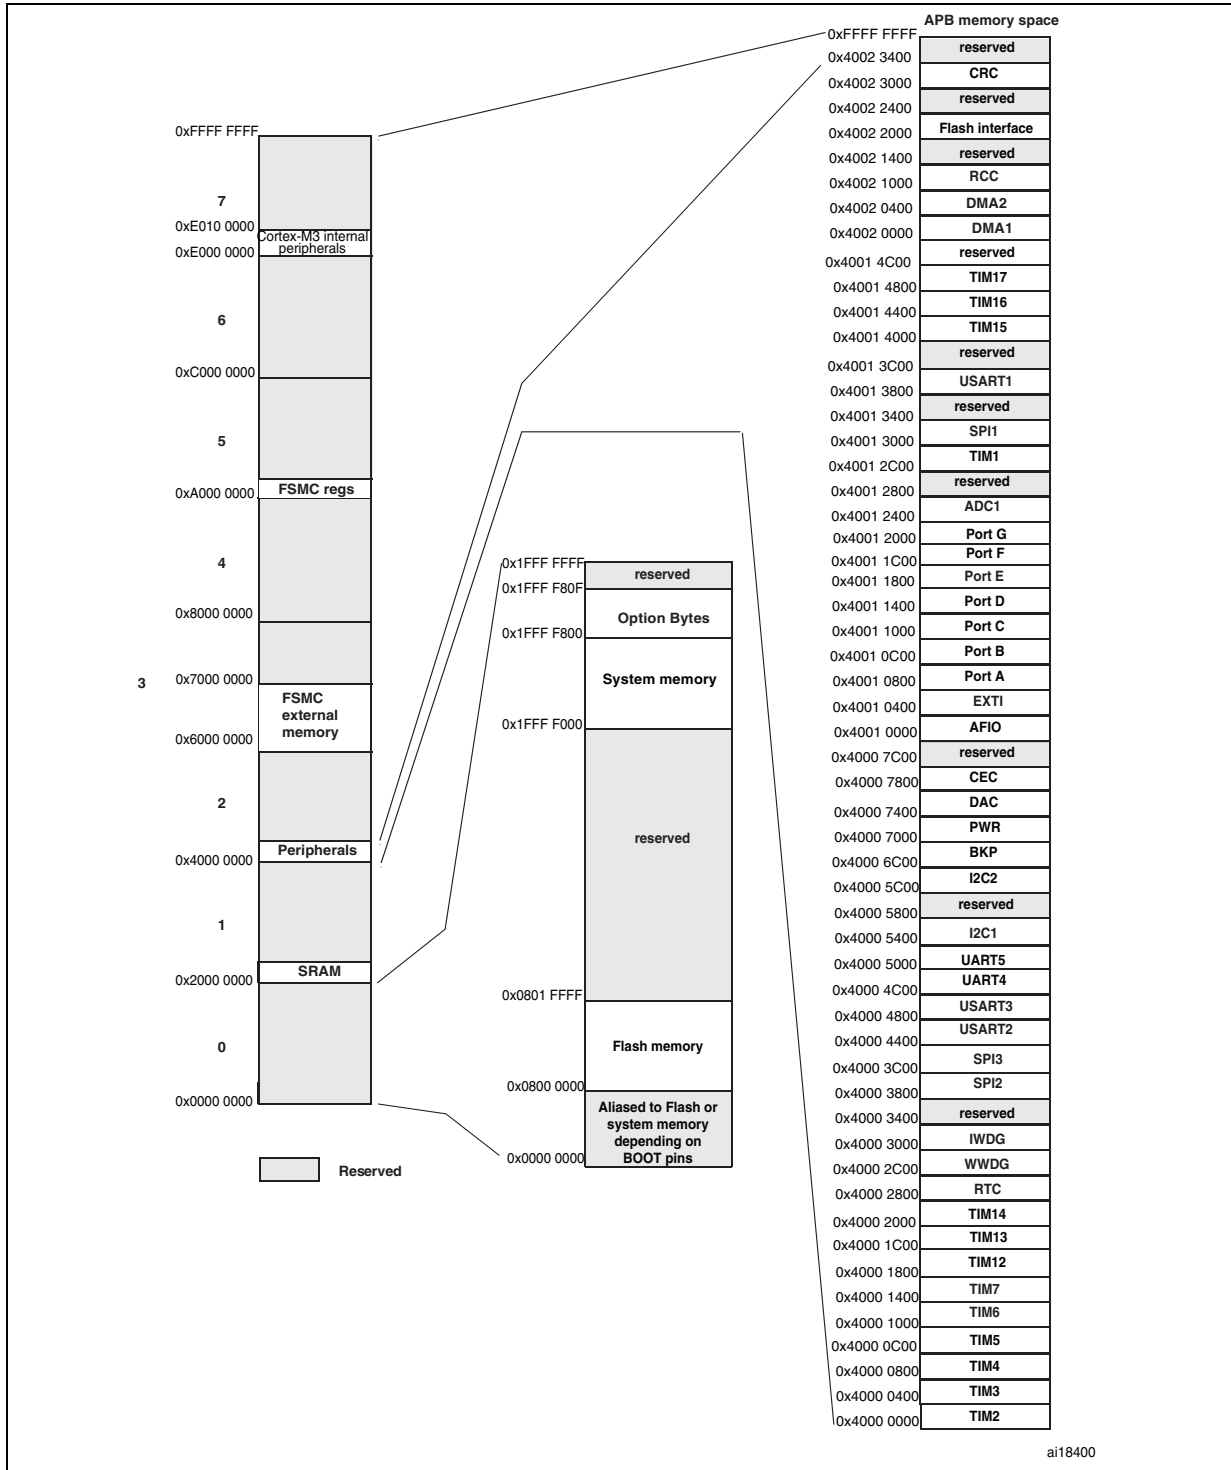 0xFFFF FFFF
7
0xE010 0000
Cortex-M3 internal
peripherals
0xE000 0000
6
0xC000 0000
5
FSMC regs
0xA000 0000
4
0x8000 0000
3
0x7000 0000
FSMC
external
memory
0x6000 0000
2
Peripherals
0x4000 0000
1
SRAM
0x2000 0000
0
0x0000 0000
Reserved
0x1FFF FFFF
reserved
0x1FFF F80F
Option Bytes
0x1FFF F800
System memory
0x1FFF F000
reserved
0x0801 FFFF
Flash memory
0x0800 0000
Aliased to Flash or
system memory
depending on
BOOT pins
0x0000 0000
APB memory space
0xFFFF FFFF
reserved
0x4002 3400
CRC
0x4002 3000
reserved
0x4002 2400
Flash interface
0x4002 2000
reserved
0x4002 1400
RCC
0x4002 1000
DMA2
0x4002 0400
DMA1
0x4002 0000
reserved
0x4001 4C00
TIM17
0x4001 4800
TIM16
0x4001 4400
TIM15
0x4001 4000
reserved
0x4001 3C00
USART1
0x4001 3800
reserved
0x4001 3400
SPI1
0x4001 3000
TIM1
0x4001 2C00
reserved
0x4001 2800
ADC1
0x4001 2400
Port G
0x4001 2000
Port F
0x4001 1C00
Port E
0x4001 1800
Port D
0x4001 1400
Port C
0x4001 1000
Port B
0x4001 0C00
Port A
0x4001 0800
EXTI
0x4001 0400
AFIO
0x4001 0000
reserved
0x4000 7C00
CEC
0x4000 7800
DAC
0x4000 7400
PWR
0x4000 7000
BKP
0x4000 6C00
I2C2
0x4000 5C00
reserved
0x4000 5800
I2C1
0x4000 5400
UART5
0x4000 5000
UART4
0x4000 4C00
USART3
0x4000 4800
USART2
0x4000 4400
SPI3
0x4000 3C00
SPI2
0x4000 3800
reserved
0x4000 3400
IWDG
0x4000 3000
WWDG
0x4000 2C00
RTC
0x4000 2800
TIM14
0x4000 2000
TIM13
0x4000 1C00
TIM12
0x4000 1800
TIM7
0x4000 1400
TIM6
0x4000 1000
TIM5
0x4000 0C00
TIM4
0x4000 0800
TIM3
0x4000 0400
TIM2
0x4000 0000
ai18400